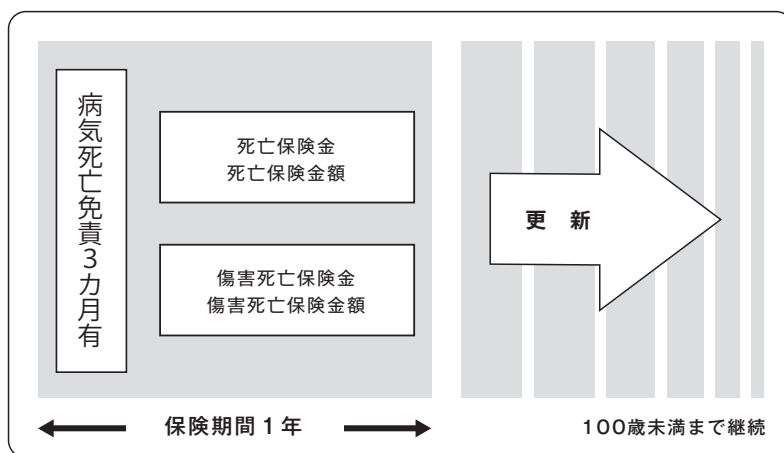 病気死亡免責3カ月有
死亡保険金
死亡保険金額
傷害死亡保険金
傷害死亡保険金額
更　新
保険期間1年
100歳未満まで継続